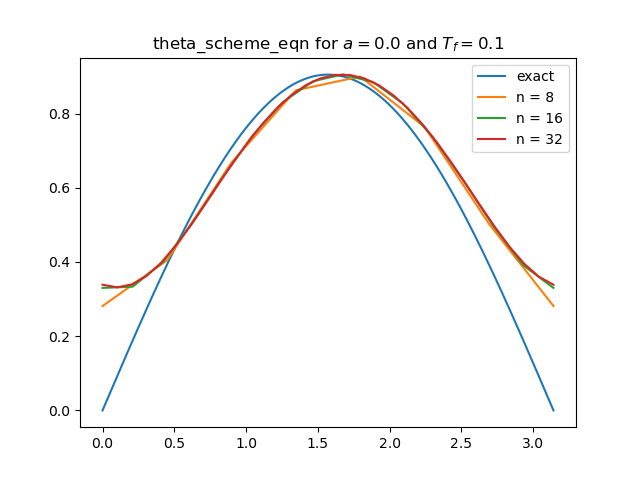 theta_scheme_eqn for a = 0.0 and T_f = 0.1
exact
n = 8
n = 16
n = 32
0.8
0.6
0.4
0.2
0.0
0.0 0.5 1.0 1.5 2.0 2.5 3.0